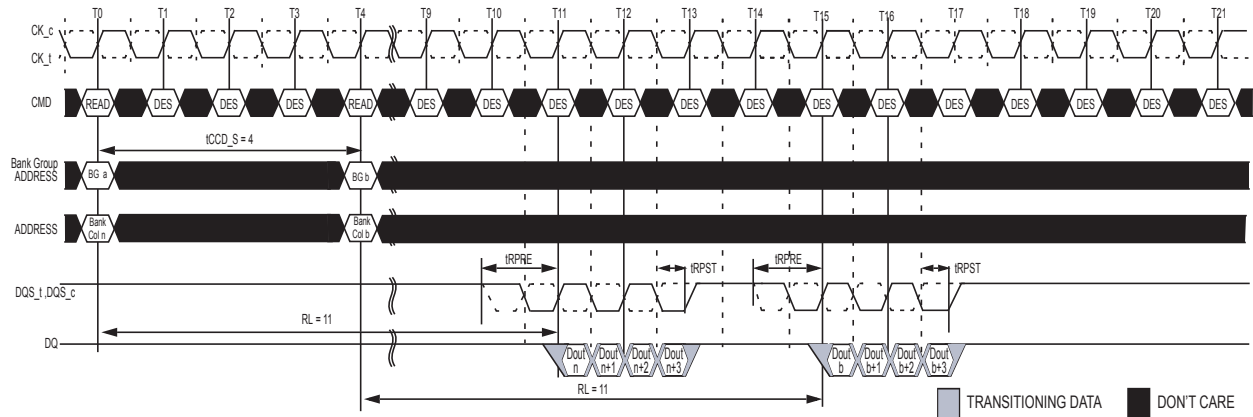 T0 T1 T2 T3 T4 T9 T10 T11 T12 T13 T14 T15 T16 T17 T18 T19 T20 T21
CK_c
CK_t
CMD READ DES DES DES READ DES DES DES DES DES DES DES DES DES DES DES DES DES
tCCD_S = 4
Bank Group
ADDRESS
BG a BG b
ADDRESS
Bank
Col n
Bank
Col b
tRPRE tRPST tRPRE tRPST
DQS_t ,DQS_c
RL = 11
DQ
Dout
n
Dout
n+1
Dout
n+2
Dout
n+3
Dout
b
Dout
b+1
Dout
b+2
Dout
b+3
RL = 11
TRANSITIONING DATA DON'T CARE